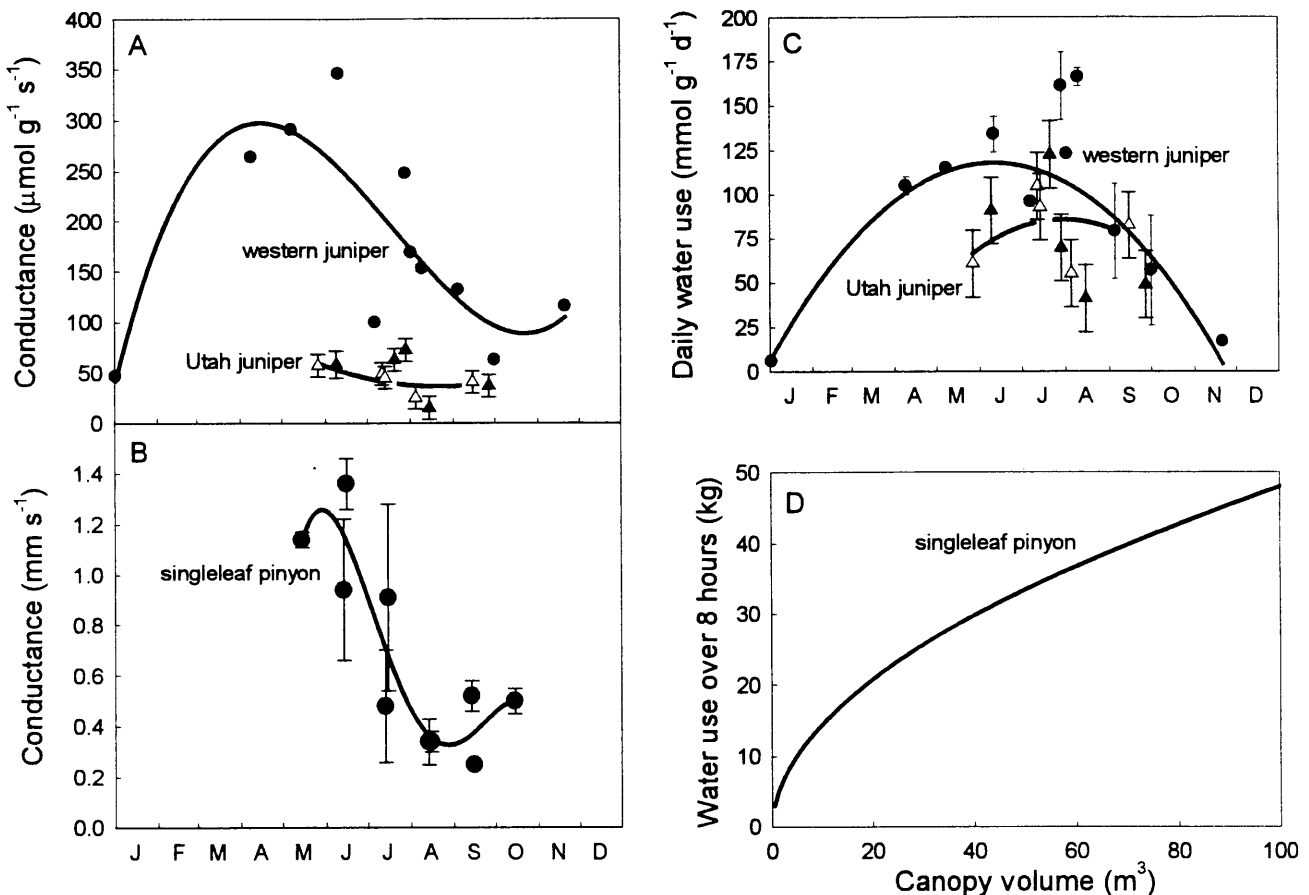 A
Conductance (μmol g⁻¹ s⁻¹)
400
350
300
250
200
150
100
50
0
western juniper
Utah juniper
B
Conductance (mm s⁻¹)
1.4
1.2
1.0
0.8
0.6
0.4
0.2
0.0
singleleaf pinyon
J F M A M J J A S O N D
C
Daily water use (mmol g⁻¹ d⁻¹)
200
175
150
125
100
75
50
25
0
western juniper
Utah juniper
J F M A M J J A S O N D
D
Water use over 8 hours (kg)
50
40
30
20
10
0
singleleaf pinyon
0 20 40 60 80 100
Canopy volume (m³)